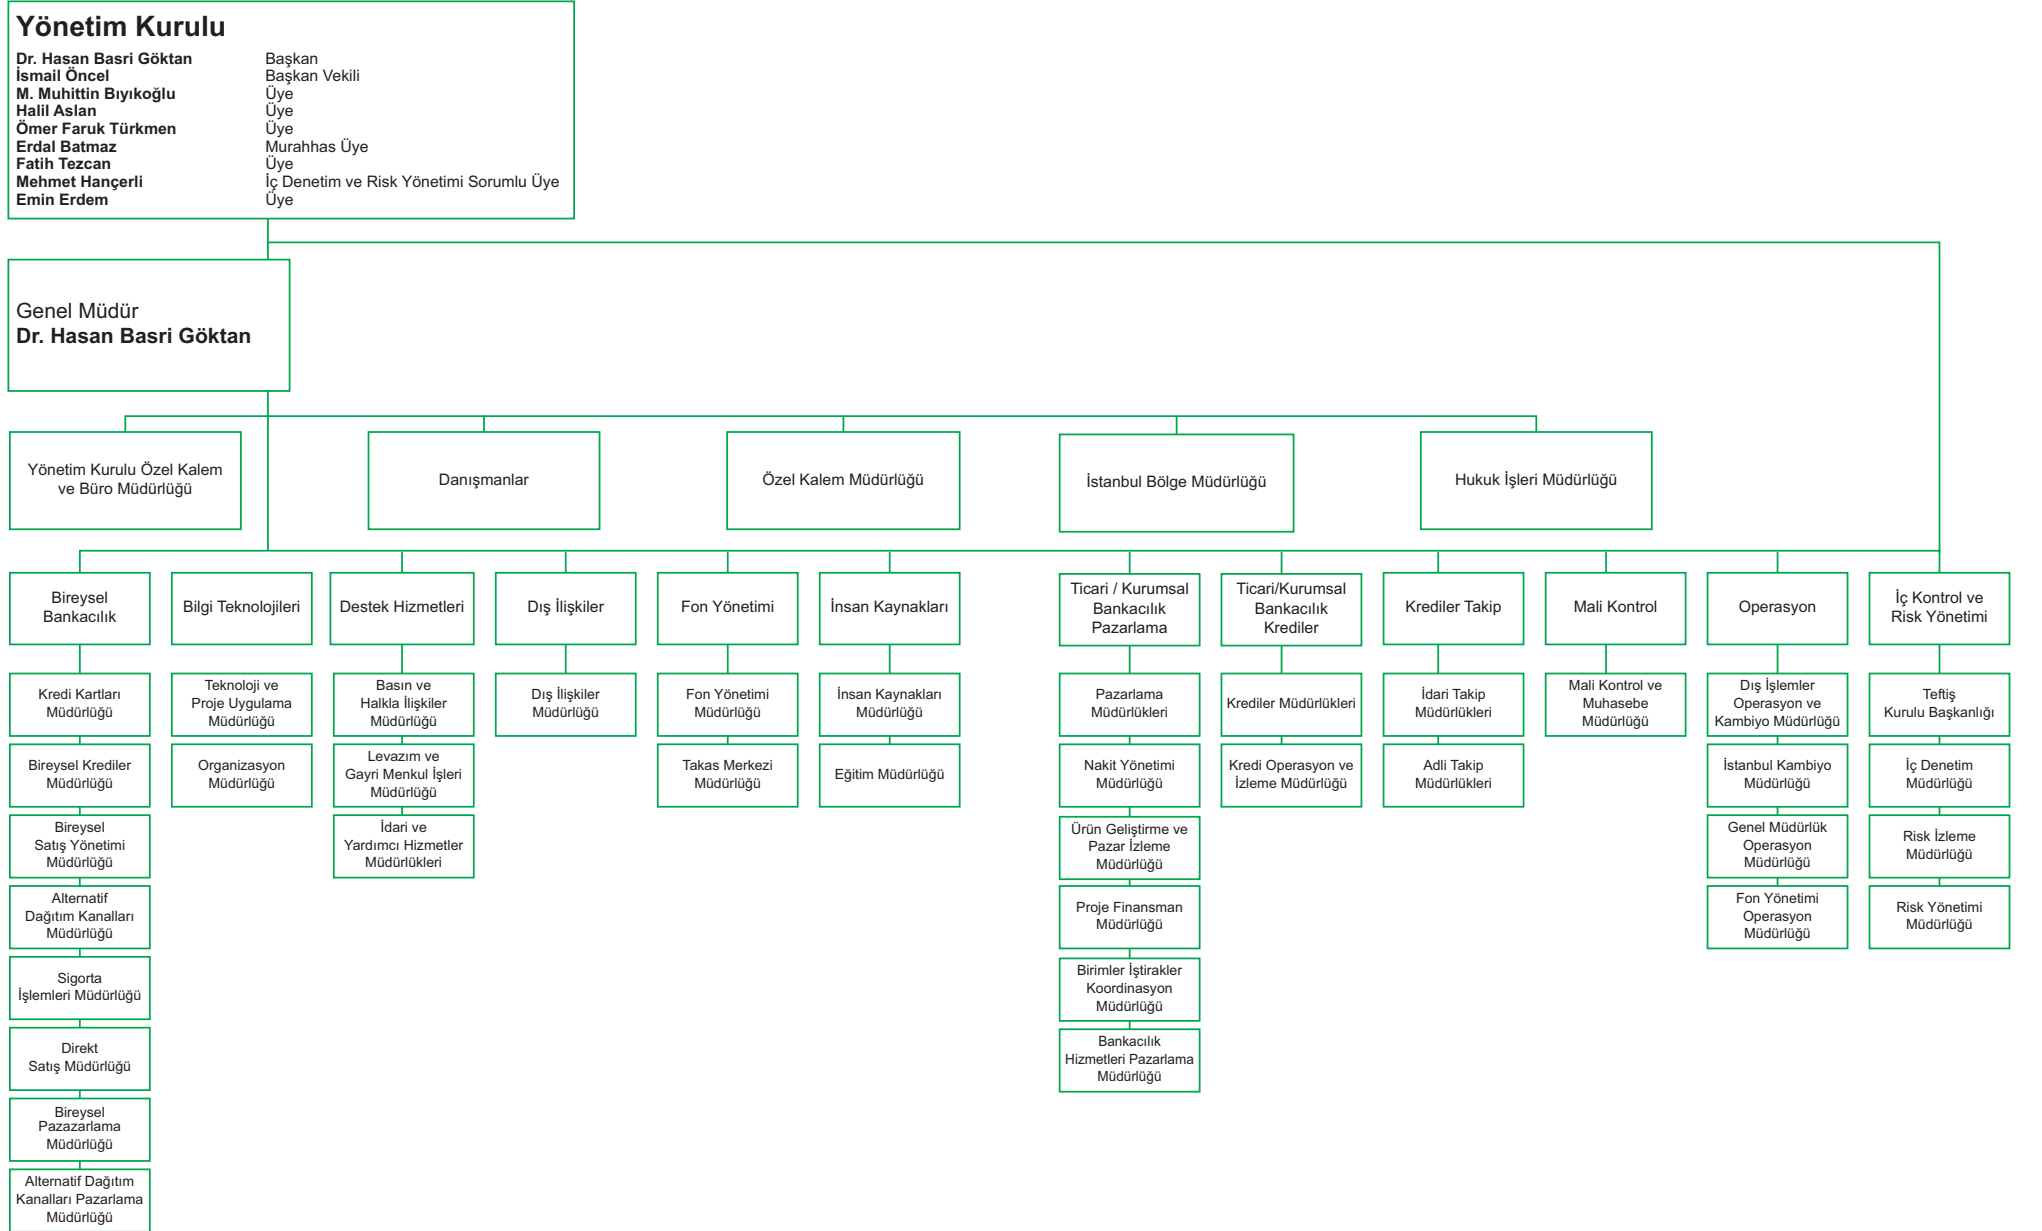 Yönetim Kurulu
Dr. Hasan Basri Göktan Başkan
İsmail Öncel Başkan Vekili
M. Muhittin Bıyıkoğlu Üye
Halil Aslan Üye
Ömer Faruk Türkmen Üye
Erdal Batmaz Murahhas Üye
Fatih Tezcan Üye
Mehmet Hançerli İç Denetim ve Risk Yönetimi Sorumlu Üye
Emin Erdem Üye
Genel Müdür
Dr. Hasan Basri Göktan
Yönetim Kurulu Özel Kalem
ve Büro Müdürlüğü
Danışmanlar
Özel Kalem Müdürlüğü
İstanbul Bölge Müdürlüğü
Hukuk İşleri Müdürlüğü
Bireysel
Bankacılık
Bilgi Teknolojileri
Destek Hizmetleri
Dış İlişkiler
Fon Yönetimi
İnsan Kaynakları
Ticari / Kurumsal
Bankacılık
Pazarlama
Ticari/Kurumsal
Bankacılık
Krediler
Krediler Takip
Mali Kontrol
Operasyon
İç Kontrol ve
Risk Yönetimi
Kredi Kartları
Müdürlüğü
Bireysel Krediler
Müdürlüğü
Bireysel
Satış Yönetimi
Müdürlüğü
Alternatif
Dağıtım Kanalları
Müdürlüğü
Sigorta
İşlemleri Müdürlüğü
Direkt
Satış Müdürlüğü
Bireysel
Pazazarlama
Müdürlüğü
Alternatif Dağıtım
Kanalları Pazarlama
Müdürlüğü
Teknoloji ve
Proje Uygulama
Müdürlüğü
Organizasyon
Müdürlüğü
Basın ve
Halkla İlişkiler
Müdürlüğü
Levazım ve
Gayri Menkul İşleri
Müdürlüğü
İdari ve
Yardımcı Hizmetler
Müdürlükleri
Dış İlişkiler
Müdürlüğü
Fon Yönetimi
Müdürlüğü
Takas Merkezi
Müdürlüğü
İnsan Kaynakları
Müdürlüğü
Eğitim Müdürlüğü
Pazarlama
Müdürlükleri
Nakit Yönetimi
Müdürlüğü
Ürün Geliştirme ve
Pazar İzleme
Müdürlüğü
Proje Finansman
Müdürlüğü
Birimler İştirakler
Koordinasyon
Müdürlüğü
Bankacılık
Hizmetleri Pazarlama
Müdürlüğü
Krediler Müdürlükleri
Kredi Operasyon ve
İzleme Müdürlüğü
İdari Takip
Müdürlükleri
Adli Takip
Müdürlükleri
Mali Kontrol ve
Muhasebe
Müdürlüğü
Dış İşlemler
Operasyon ve
Kambiyo Müdürlüğü
İstanbul Kambiyo
Müdürlüğü
Genel Müdürlük
Operasyon
Müdürlüğü
Fon Yönetimi
Operasyon
Müdürlüğü
Teftiş
Kurulu Başkanlığı
İç Denetim
Müdürlüğü
Risk İzleme
Müdürlüğü
Risk Yönetimi
Müdürlüğü